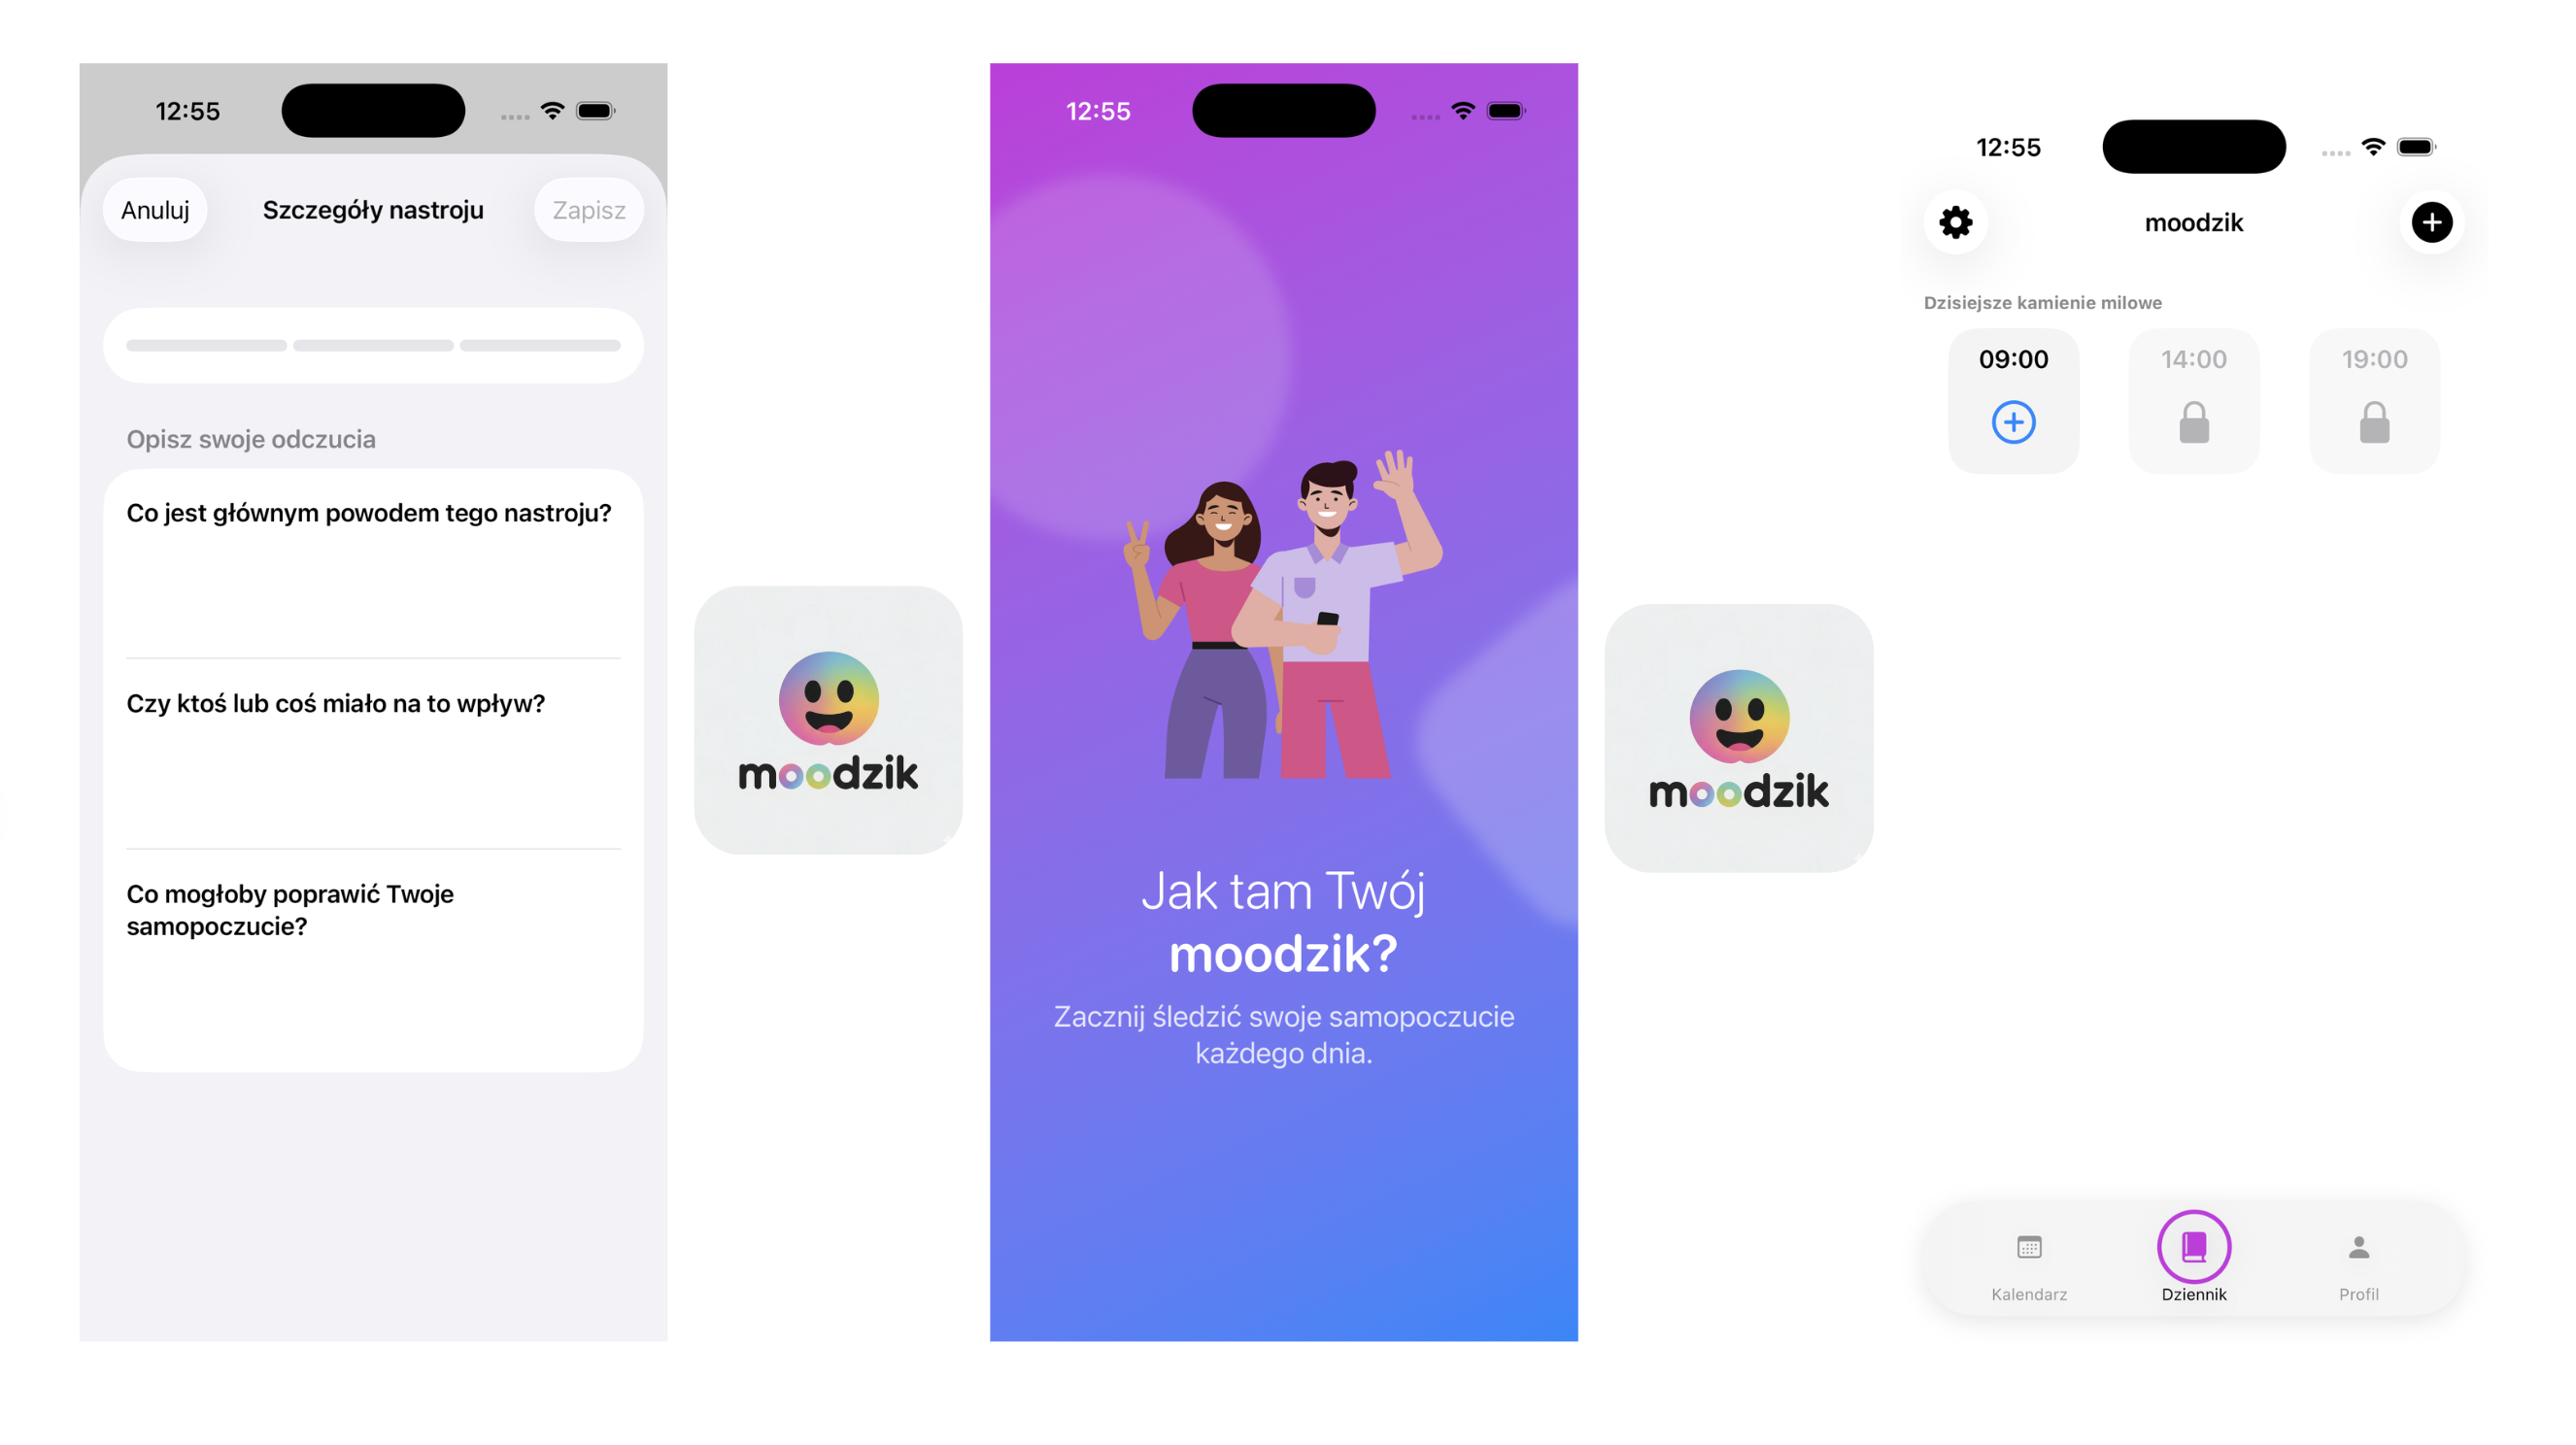 12:55
Anuluj
Szczegóły nastroju
Zapisz
Opisz swoje odczucia
Co jest głównym powodem tego nastroju?
Czy ktoś lub coś miało na to wpływ?
Co mogłoby poprawić Twoje
samopoczucie?
moodzik
12:55
Jak tam Twój
moodzik?
Zacznij śledzić swoje samopoczucie
każdego dnia.
moodzik
12:55
moodzik
Dzisiejsze kamienie milowe
09:00
14:00
19:00
Kalendarz
Dziennik
Profil